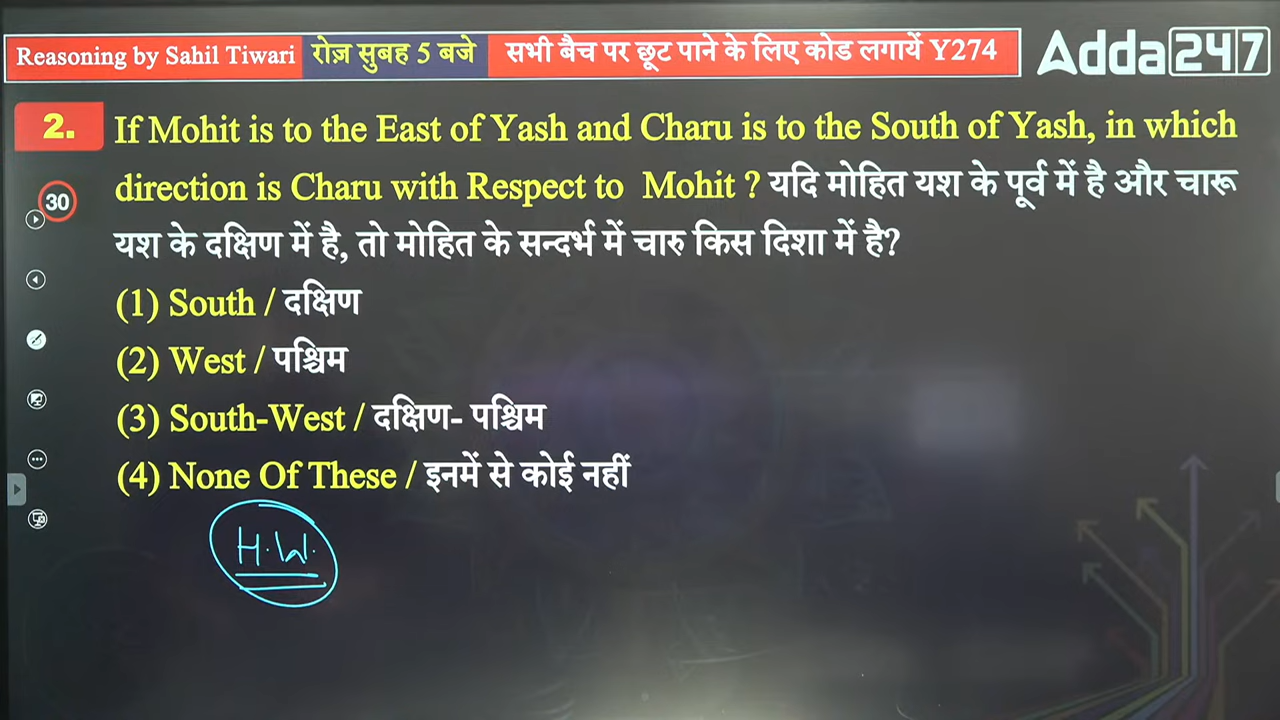 Reasoning by Sahil Tiwari रोज़ सुबह 5 बजे सभी बैच पर छूट पाने के लिए कोड लगायें Y274 Adda247
2. If Mohit is to the East of Yash and Charu is to the South of Yash, in which
direction is Charu with Respect to Mohit ? यदि मोहित यश के पूर्व में है और चारू
30
यश के दक्षिण में है, तो मोहित के सन्दर्भ में चारु किस दिशा में है?
(1) South / दक्षिण
(2) West / पश्चिम
(3) South-West / दक्षिण- पश्चिम
(4) None Of These / इनमें से कोई नहीं
H.W.